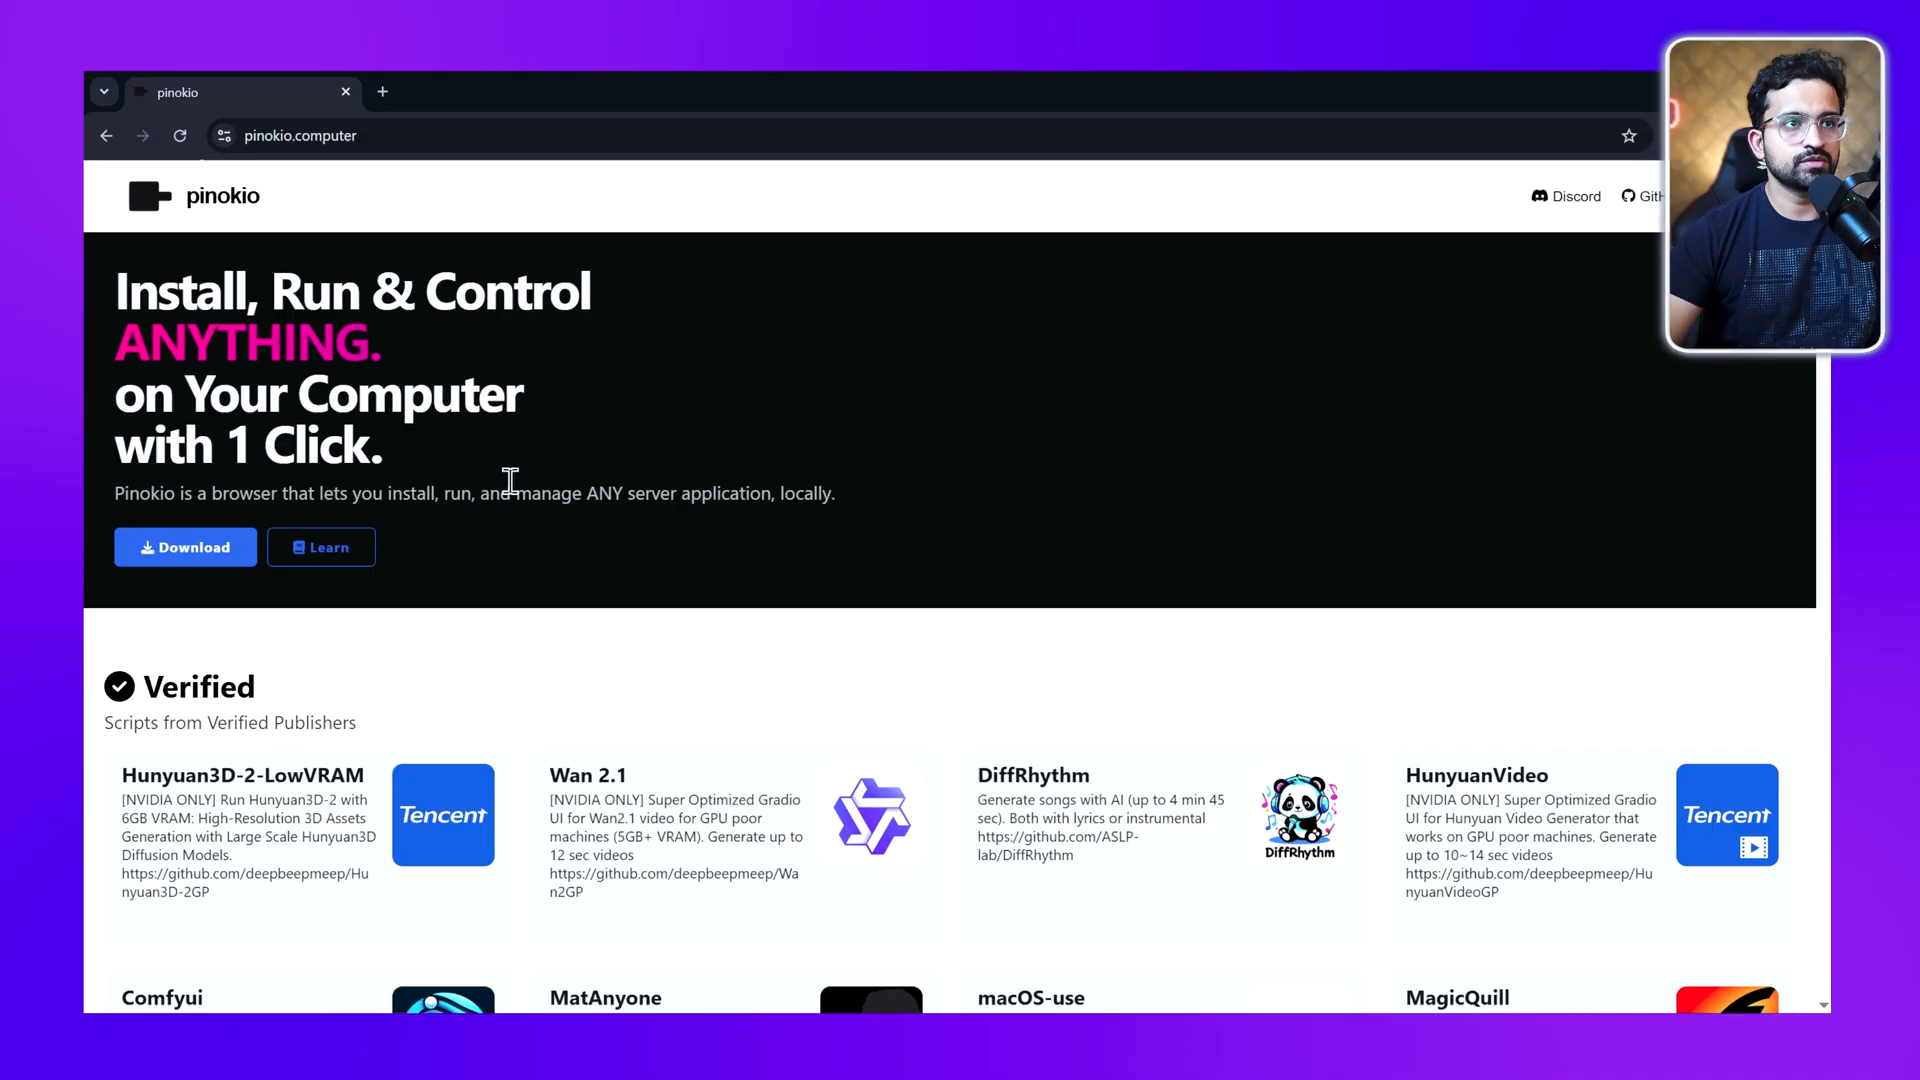 pinokio
pinokio.computer
pinokio
Discord
Install, Run & Control
ANYTHING.
on Your Computer
with 1 Click.
Pinokio is a browser that lets you install, run, and manage ANY server application, locally.
Download
Learn
Verified
Scripts from Verified Publishers
Hunyuan3D-2-LowVRAM
[NVIDIA ONLY] Run Hunyuan3D-2 with
6GB VRAM: High-Resolution 3D Assets
Generation with Large Scale Hunyuan3D
Diffusion Models.
https://github.com/deepbeepmeep/Hu
nyuan3D-2GP
Tencent
Wan 2.1
[NVIDIA ONLY] Super Optimized Gradio
UI for Wan2.1 video for GPU poor
machines (5GB+ VRAM). Generate up to
12 sec videos
https://github.com/deepbeepmeep/Wa
n2GP
DiffRhythm
Generate songs with AI (up to 4 min 45
sec). Both with lyrics or instrumental
https://github.com/ASLP-
lab/DiffRhythm
DiffRhythm
HunyuanVideo
[NVIDIA ONLY] Super Optimized Gradio
UI for Hunyuan Video Generator that
works on GPU poor machines. Generate
up to 10~14 sec videos
https://github.com/deepbeepmeep/Hu
nyuanVideoGP
Tencent
Comfyui
MatAnyone
macOS-use
MagicQuill